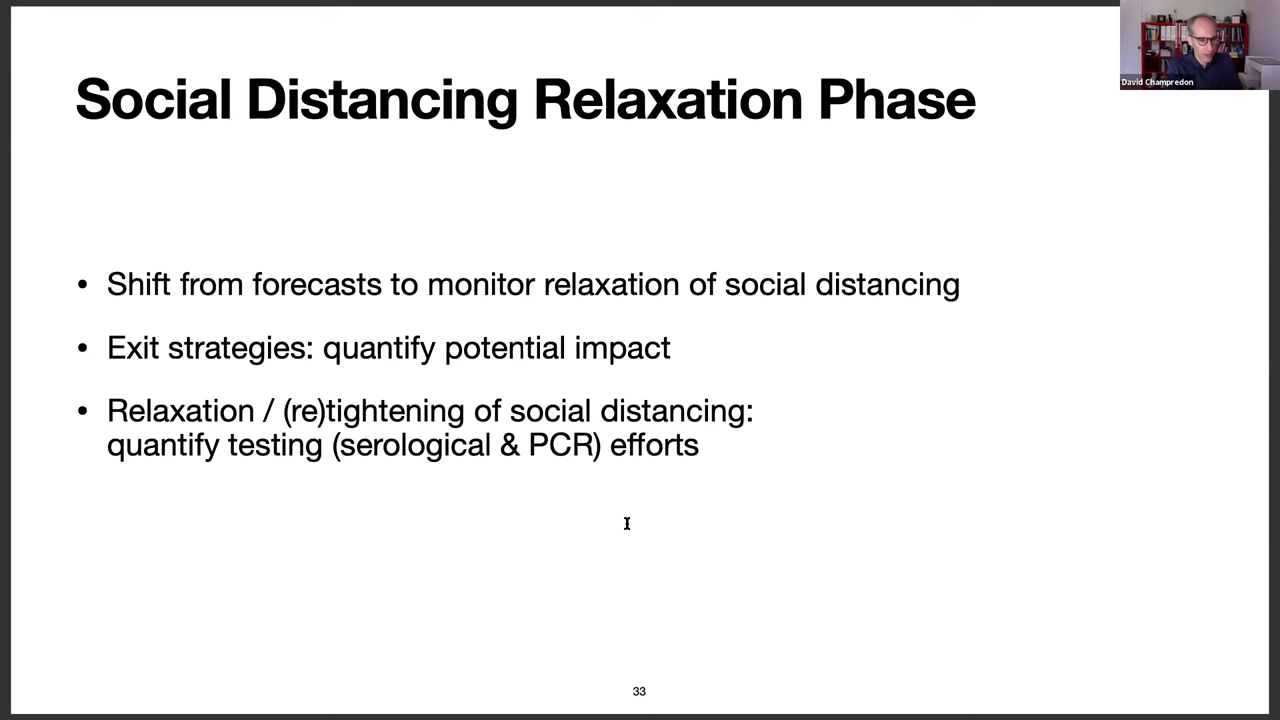 Social Distancing Relaxation Phase
David Champredon
• Shift from forecasts to monitor relaxation of social distancing
• Exit strategies: quantify potential impact
• Relaxation / (re)tightening of social distancing:
quantify testing (serological & PCR) efforts
33